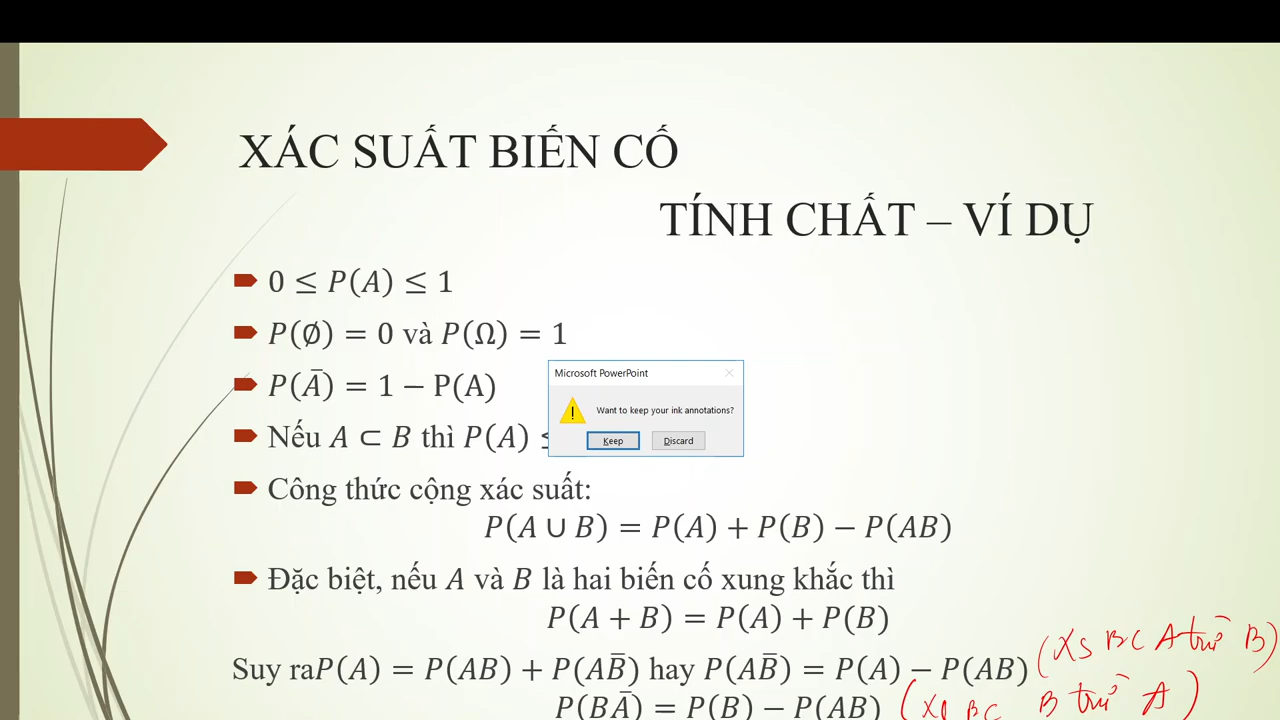 XÁC SUẤT BIẾN CỐ
TÍNH CHẤT – VÍ DỤ
0 ≤ P(A) ≤ 1
P(∅) = 0 và P(Ω) = 1
P(Ā) = 1 − P(A)
Microsoft PowerPoint
Want to keep your ink annotations?
Keep Discard
Nếu A ⊂ B thì P(A) ≤
Công thức cộng xác suất:
P(A ∪ B) = P(A) + P(B) − P(AB)
Đặc biệt, nếu A và B là hai biến cố xung khắc thì
P(A + B) = P(A) + P(B)
Suy raP(A) = P(AB) + P(AB̄) hay P(AB̄) = P(A) − P(AB) (XS BC A trừ B)
P(BĀ) = P(B) − P(AB) (XS BC B trừ A)